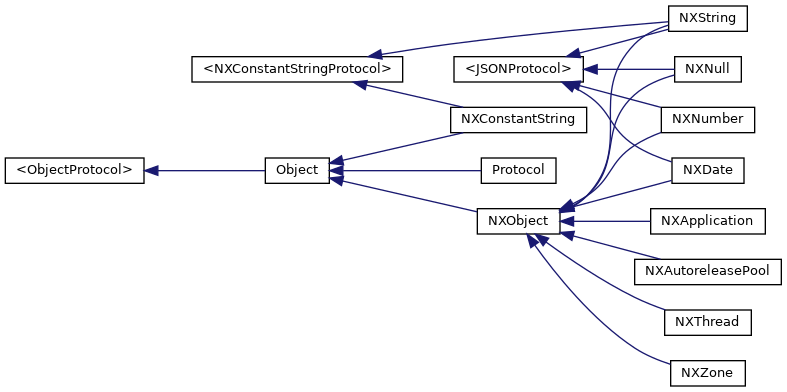 NXString
<NXConstantStringProtocol>
<JSONProtocol>
NXNull
NXConstantString
NXNumber
<ObjectProtocol>
Object
Protocol
NXDate
NXObject
NXApplication
NXAutoreleasePool
NXThread
NXZone